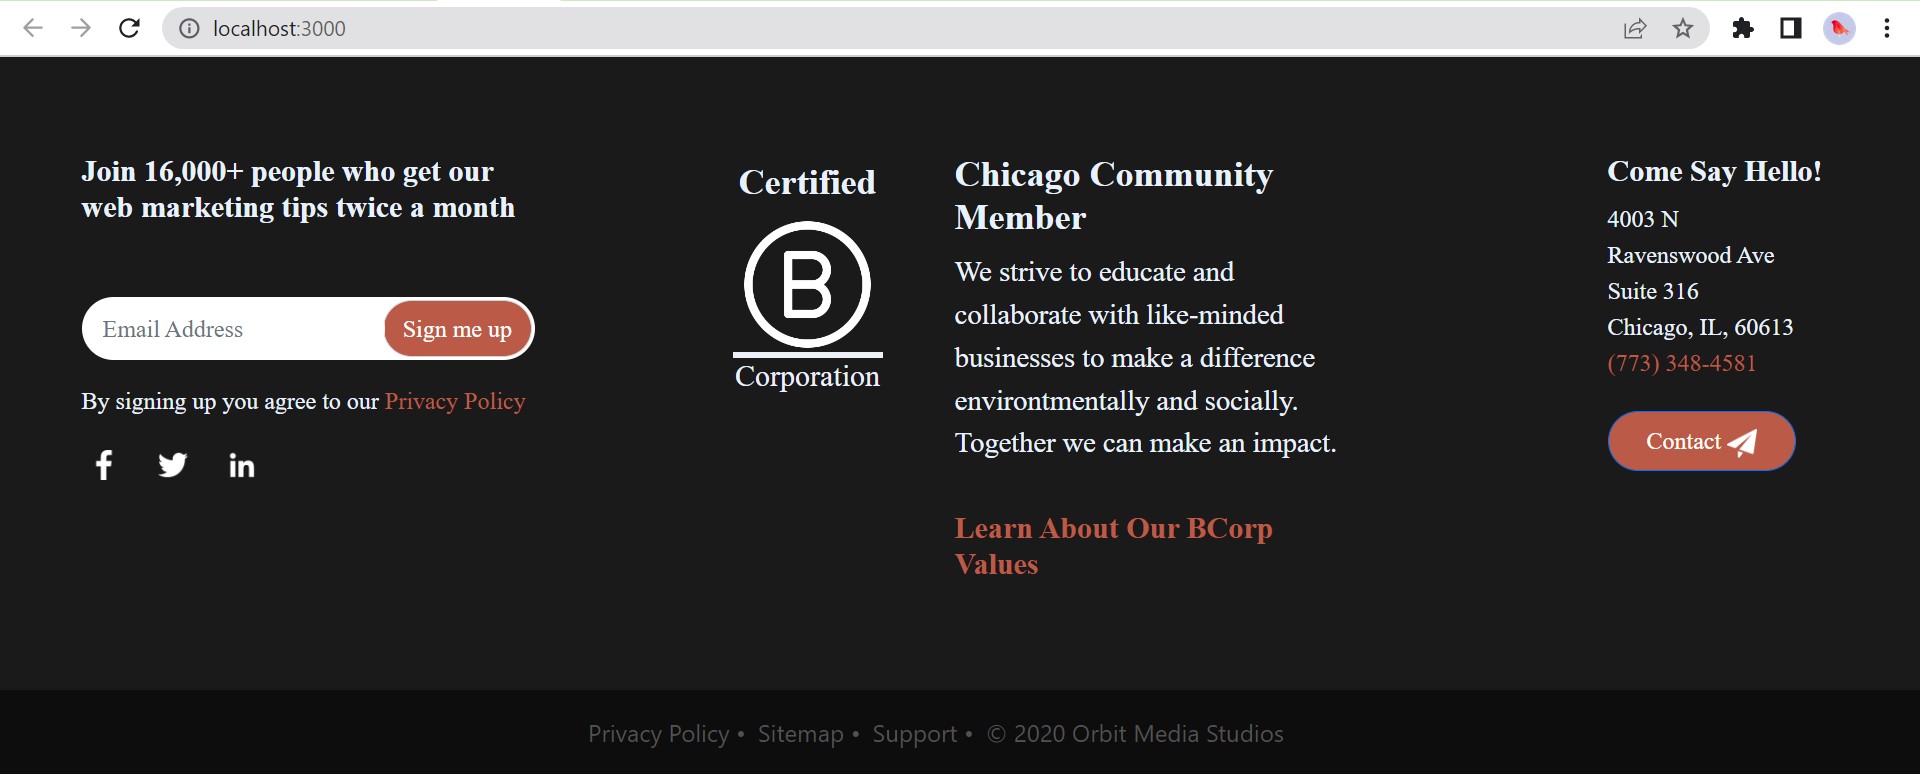 localhost:3000
Join 16,000+ people who get our
web marketing tips twice a month
Email Address
Sign me up
By signing up you agree to our Privacy Policy
f
in
Certified
B
Corporation
Chicago Community
Member
We strive to educate and
collaborate with like-minded
businesses to make a difference
environtmentally and socially.
Together we can make an impact.
Learn About Our BCorp
Values
Come Say Hello!
4003 N
Ravenswood Ave
Suite 316
Chicago, IL, 60613
(773) 348-4581
Contact
Privacy Policy • Sitemap • Support • © 2020 Orbit Media Studios